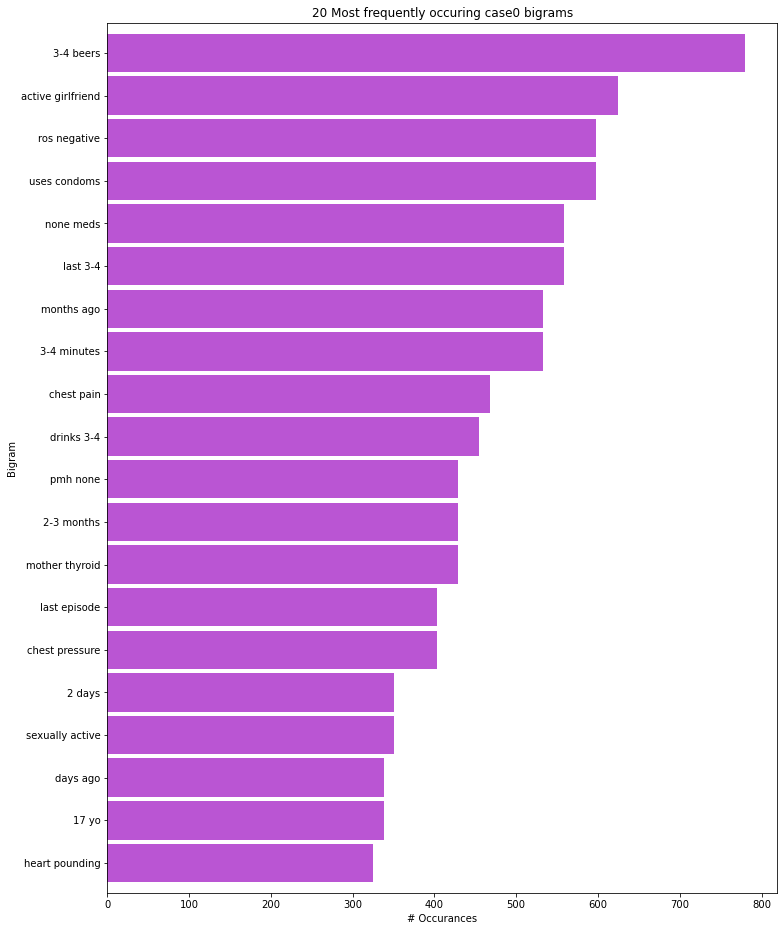 20 Most frequently occuring case0 bigrams
3-4 beers
active girlfriend
ros negative
uses condoms
none meds
last 3-4
months ago
3-4 minutes
chest pain
drinks 3-4
pmh none
2-3 months
mother thyroid
last episode
chest pressure
2 days
sexually active
days ago
17 yo
heart pounding
Bigram
0 100 200 300 400 500 600 700 800
# Occurances